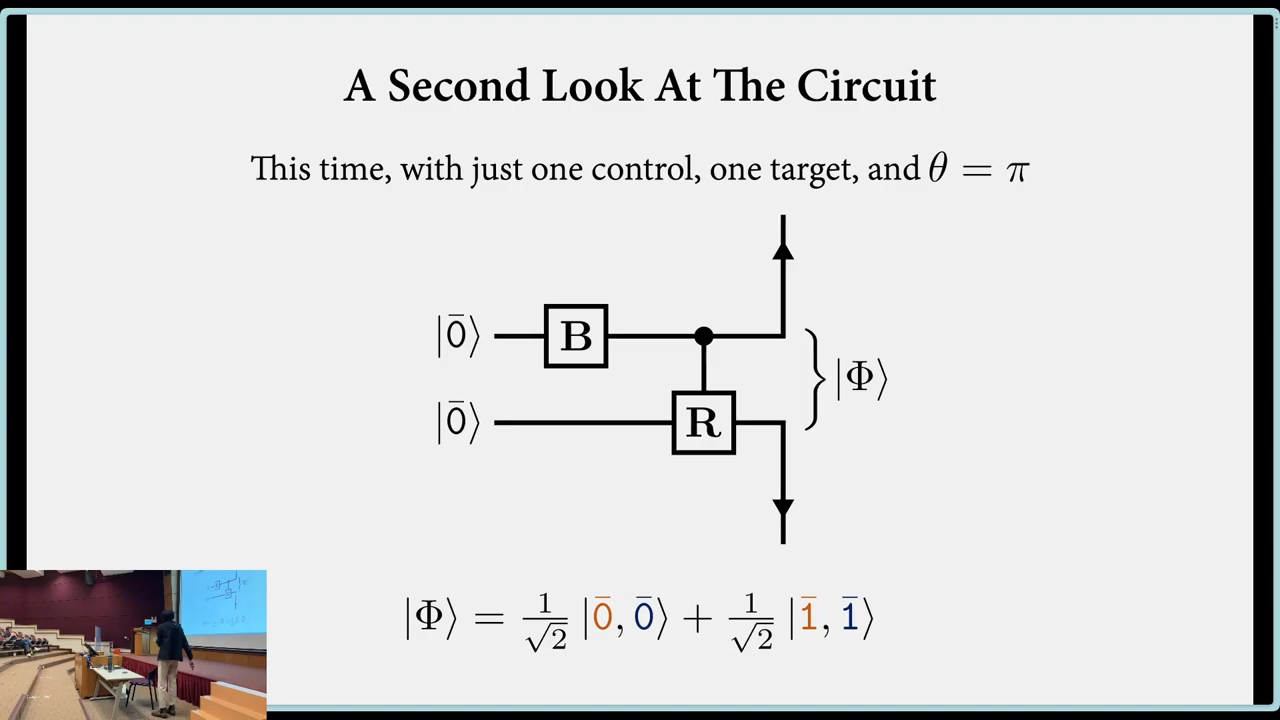 A Second Look At The Circuit
This time, with just one control, one target, and θ = π
|0̄⟩ B
|Φ⟩
|0̄⟩ R
|Φ⟩ = 1/√2 |0̄, 0̄⟩ + 1/√2 |1̄, 1̄⟩